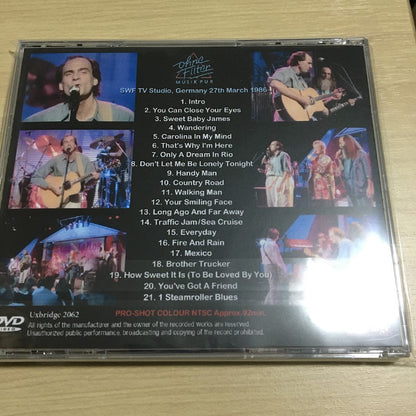 Ohne
Filter
MUSIK PUR
SWF TV Studio, Germany 27th March 1986
1. Intro
2. You Can Close Your Eyes
3. Sweet Baby James
4. Wandering
5. Carolina In My Mind
6. That's Why I'm Here
7. Only A Dream In Rio
8. Don't Let Me Be Lonely Tonight
9. Handy Man
10. Country Road
11. Walking Man
12. Your Smiling Face
13. Long Ago And Far Away
14. Traffic Jam/Sea Cruise
15. Everyday
16. Fire And Rain
17. Mexico
18. Brother Trucker
19. How Sweet It Is (To Be Loved By You)
20. You've Got A Friend
21. 1 Steamroller Blues
DVD
VIDEO
Uxbridge 2062
PRO-SHOT COLOUR NTSC Approx.92min.
All rights of the manufacturer and the owner of the recorded works are reserved.
Unauthorized public performance, broadcasting and copying of the record prohibited.